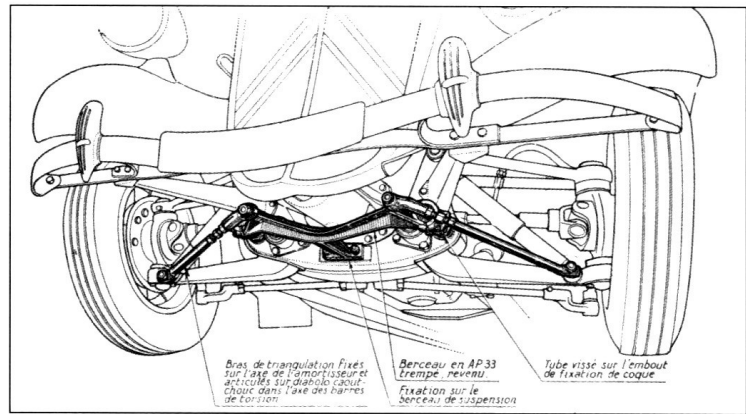 Bras de triangulation fixés
sur l'axe de l'amortisseur et
articulés sur diabolo caout-
chouc dans l'axe des barres
de torsion
Berceau en AP.33
trempé, revenu.
Fixation sur le
berceau de suspension
Tube vissé sur l'embout
de fixation de coque